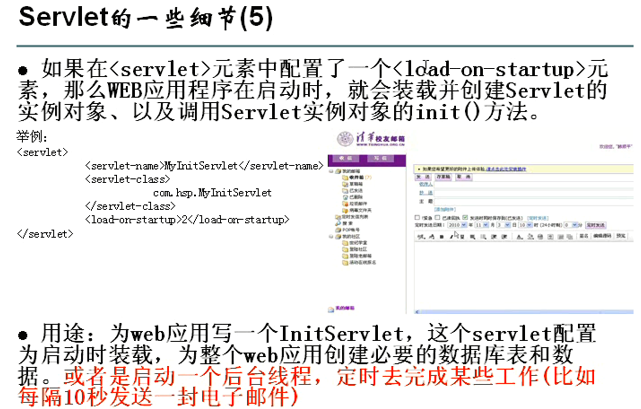 Servlet的一些细节(5)
● 如果在<servlet>元素中配置了一个<load-on-startup>元
素，那么WEB应用程序在启动时，就会装载并创建Servlet的
实例对象、以及调用Servlet实例对象的init()方法。
举例：
<servlet>
<servlet-name>MyInitServlet</servlet-name>
<servlet-class>
com.hsp.MyInitServlet
</servlet-class>
<load-on-startup>2</load-on-startup>
</servlet>
清华校友邮箱
● 用途：为web应用写一个InitServlet，这个servlet配置
为启动时装载，为整个web应用创建必要的数据库表和数
据。或者是启动一个后台线程，定时去完成某些工作(比如
每隔10秒发送一封电子邮件)